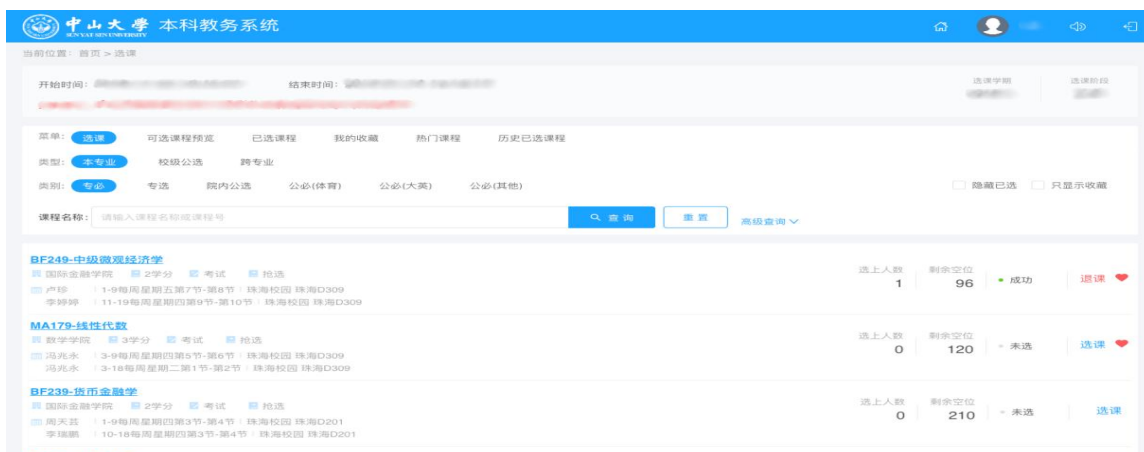 中山大學 本科教务系统
SUN YAT-SEN UNIVERSITY
当前位置: 首页 > 选课
开始时间: 结束时间: 选课学期 选课阶段
菜单: 选课 可选课程预览 已选课程 我的收藏 热门课程 历史已选课程
类型: 本专业 校级公选 跨专业
类别: 专必 专选 院内公选 公必(体育) 公必(大英) 公必(其他) 隐藏已选 只显示收藏
课程名称: 请输入课程名称或课程号 查询 重置 高级查询
BF249-中级微观经济学
国际金融学院 2学分 考试 抢选
卢珍 1-9每周星期五第7节-第8节 珠海校园 珠海D309
李婷婷 11-19每周星期四第9节-第10节 珠海校园 珠海D309
选上人数 剩余空位
1 96 成功 退课
MA179-线性代数
数学学院 3学分 考试 抢选
冯兆永 3-9每周星期四第5节-第6节 珠海校园 珠海D309
冯兆永 3-18每周星期二第1节-第2节 珠海校园 珠海D309
选上人数 剩余空位
0 120 未选 选课
BF239-货币金融学
国际金融学院 2学分 考试 抢选
周天芸 1-9每周星期四第3节-第4节 珠海校园 珠海D201
李瑞鹏 10-18每周星期四第3节-第4节 珠海校园 珠海D201
选上人数 剩余空位
0 210 未选 选课